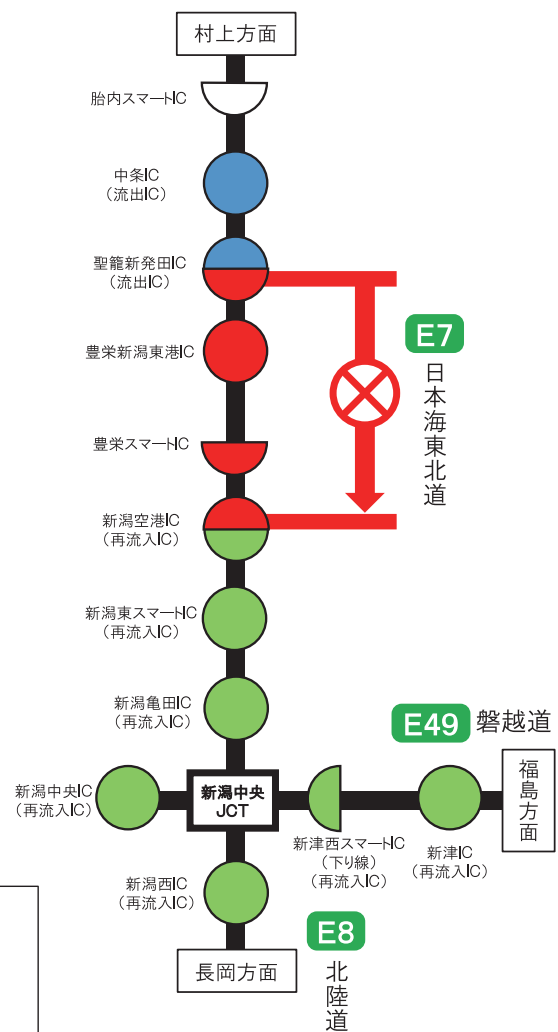 村上方面
胎内スマートIC
中条IC
（流出IC）
聖籠新発田IC
（流出IC）
豊栄新潟東港IC
E7
日本海東北道
豊栄スマートIC
新潟空港IC
（再流入IC）
新潟東スマートIC
（再流入IC）
新潟亀田IC
（再流入IC）
E49 磐越道
新潟中央IC
（再流入IC）
新潟中央
JCT
新津西スマートIC
（下り線）
（再流入IC）
新津IC
（再流入IC）
福島方面
新潟西IC
（再流入IC）
E8
北陸道
長岡方面